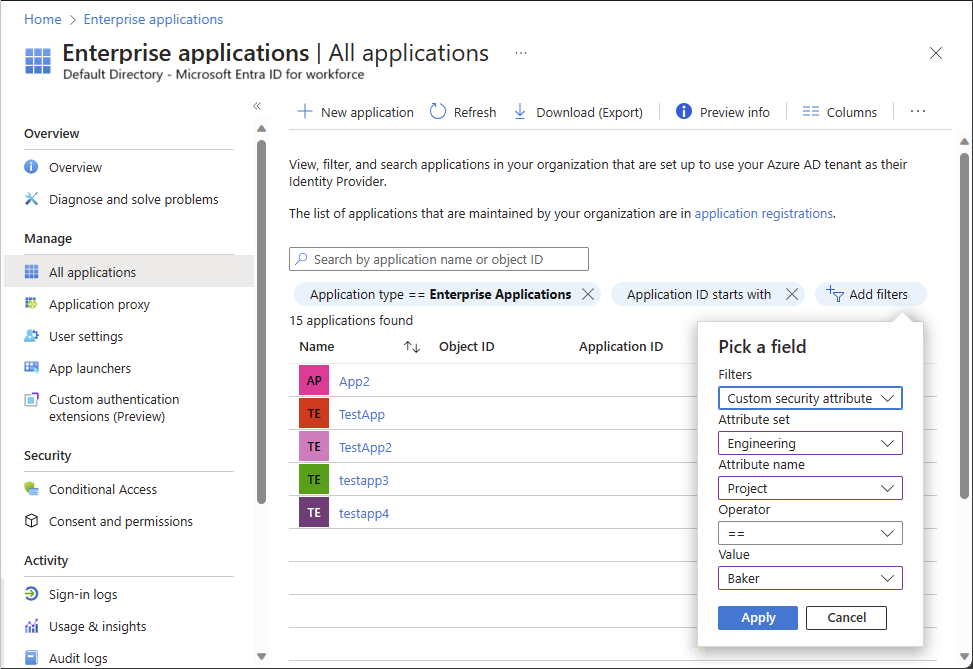 Home > Enterprise applications
Enterprise applications | All applications ...
Default Directory - Microsoft Entra ID for workforce
Overview
Overview
Diagnose and solve problems
Manage
All applications
Application proxy
User settings
App launchers
Custom authentication
extensions (Preview)
Security
Conditional Access
Consent and permissions
Activity
Sign-in logs
Usage & insights
Audit logs
New application
Refresh
Download (Export)
Preview info
Columns
...
View, filter, and search applications in your organization that are set up to use your Azure AD tenant as their
Identity Provider.
The list of applications that are maintained by your organization are in application registrations.
Search by application name or object ID
Application type == Enterprise Applications
Application ID starts with
Add filters
15 applications found
Name Object ID Application ID
AP App2
TE TestApp
TE TestApp2
TE testapp3
TE testapp4
Pick a field
Filters
Custom security attribute
Attribute set
Engineering
Attribute name
Project
Operator
==
Value
Baker
Apply Cancel